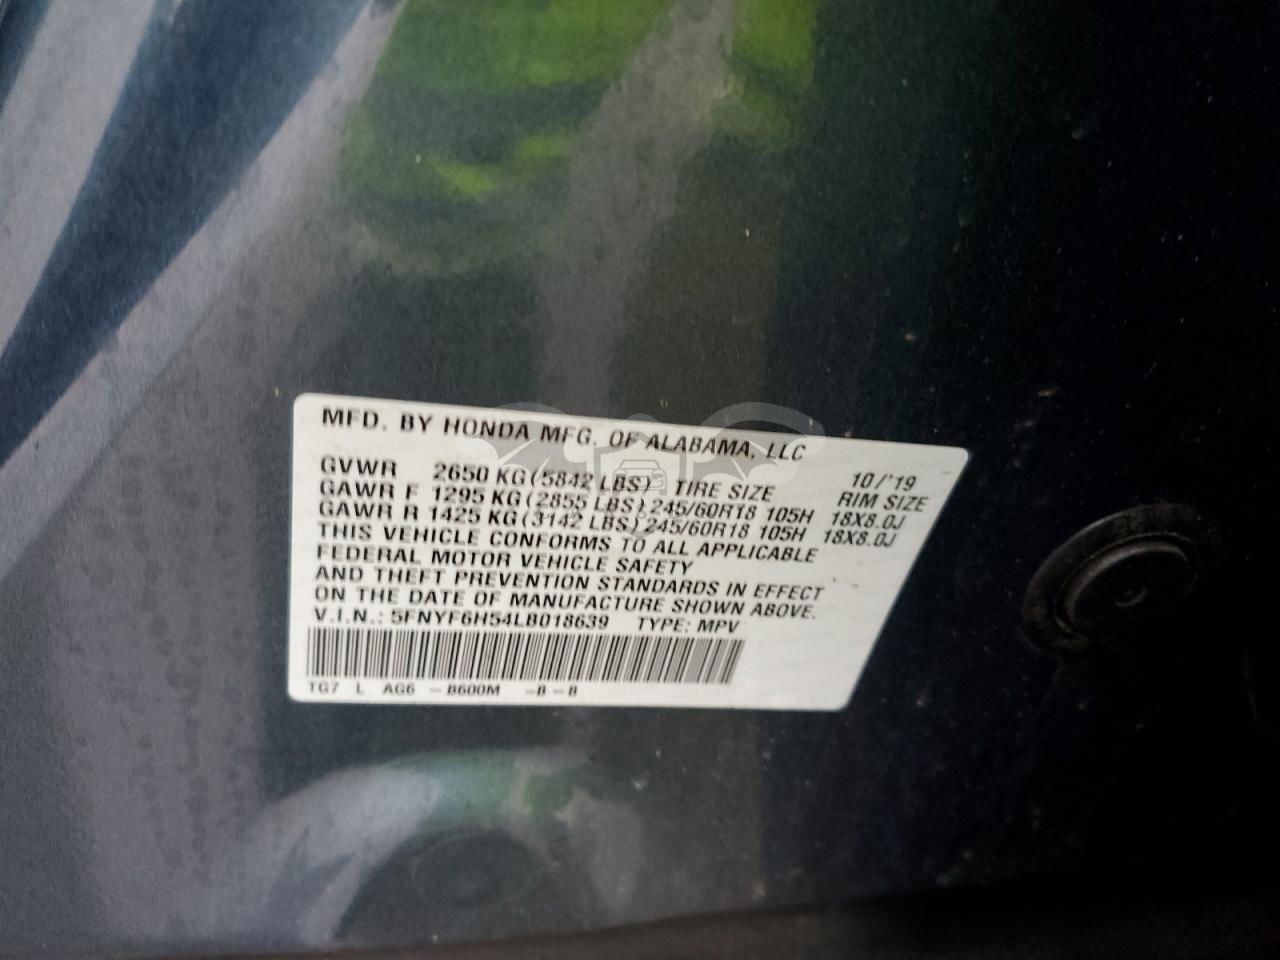 MFD. BY HONDA MFG. OF ALABAMA, LLC
10/'19
GVWR 2650 KG (5842 LBS) TIRE SIZE RIM SIZE
GAWR F 1295 KG (2855 LBS) 245/60R18 105H 18X8.0J
GAWR R 1425 KG (3142 LBS) 245/60R18 105H 18X8.0J
THIS VEHICLE CONFORMS TO ALL APPLICABLE
FEDERAL MOTOR VEHICLE SAFETY
AND THEFT PREVENTION STANDARDS IN EFFECT
ON THE DATE OF MANUFACTURE SHOWN ABOVE.
V.I.N.: 5FNYF6H54LB018639 TYPE: MPV
TG7 L AG6 - B600M -B-B